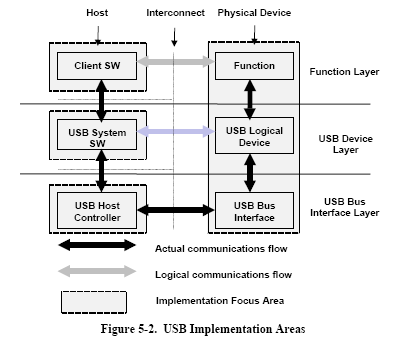 Host Interconnect Physical Device
Client SW Function Function Layer
USB System SW USB Logical Device USB Device Layer
USB Host Controller USB Bus Interface USB Bus Interface Layer
Actual communications flow
Logical communications flow
Implementation Focus Area
Figure 5-2. USB Implementation Areas